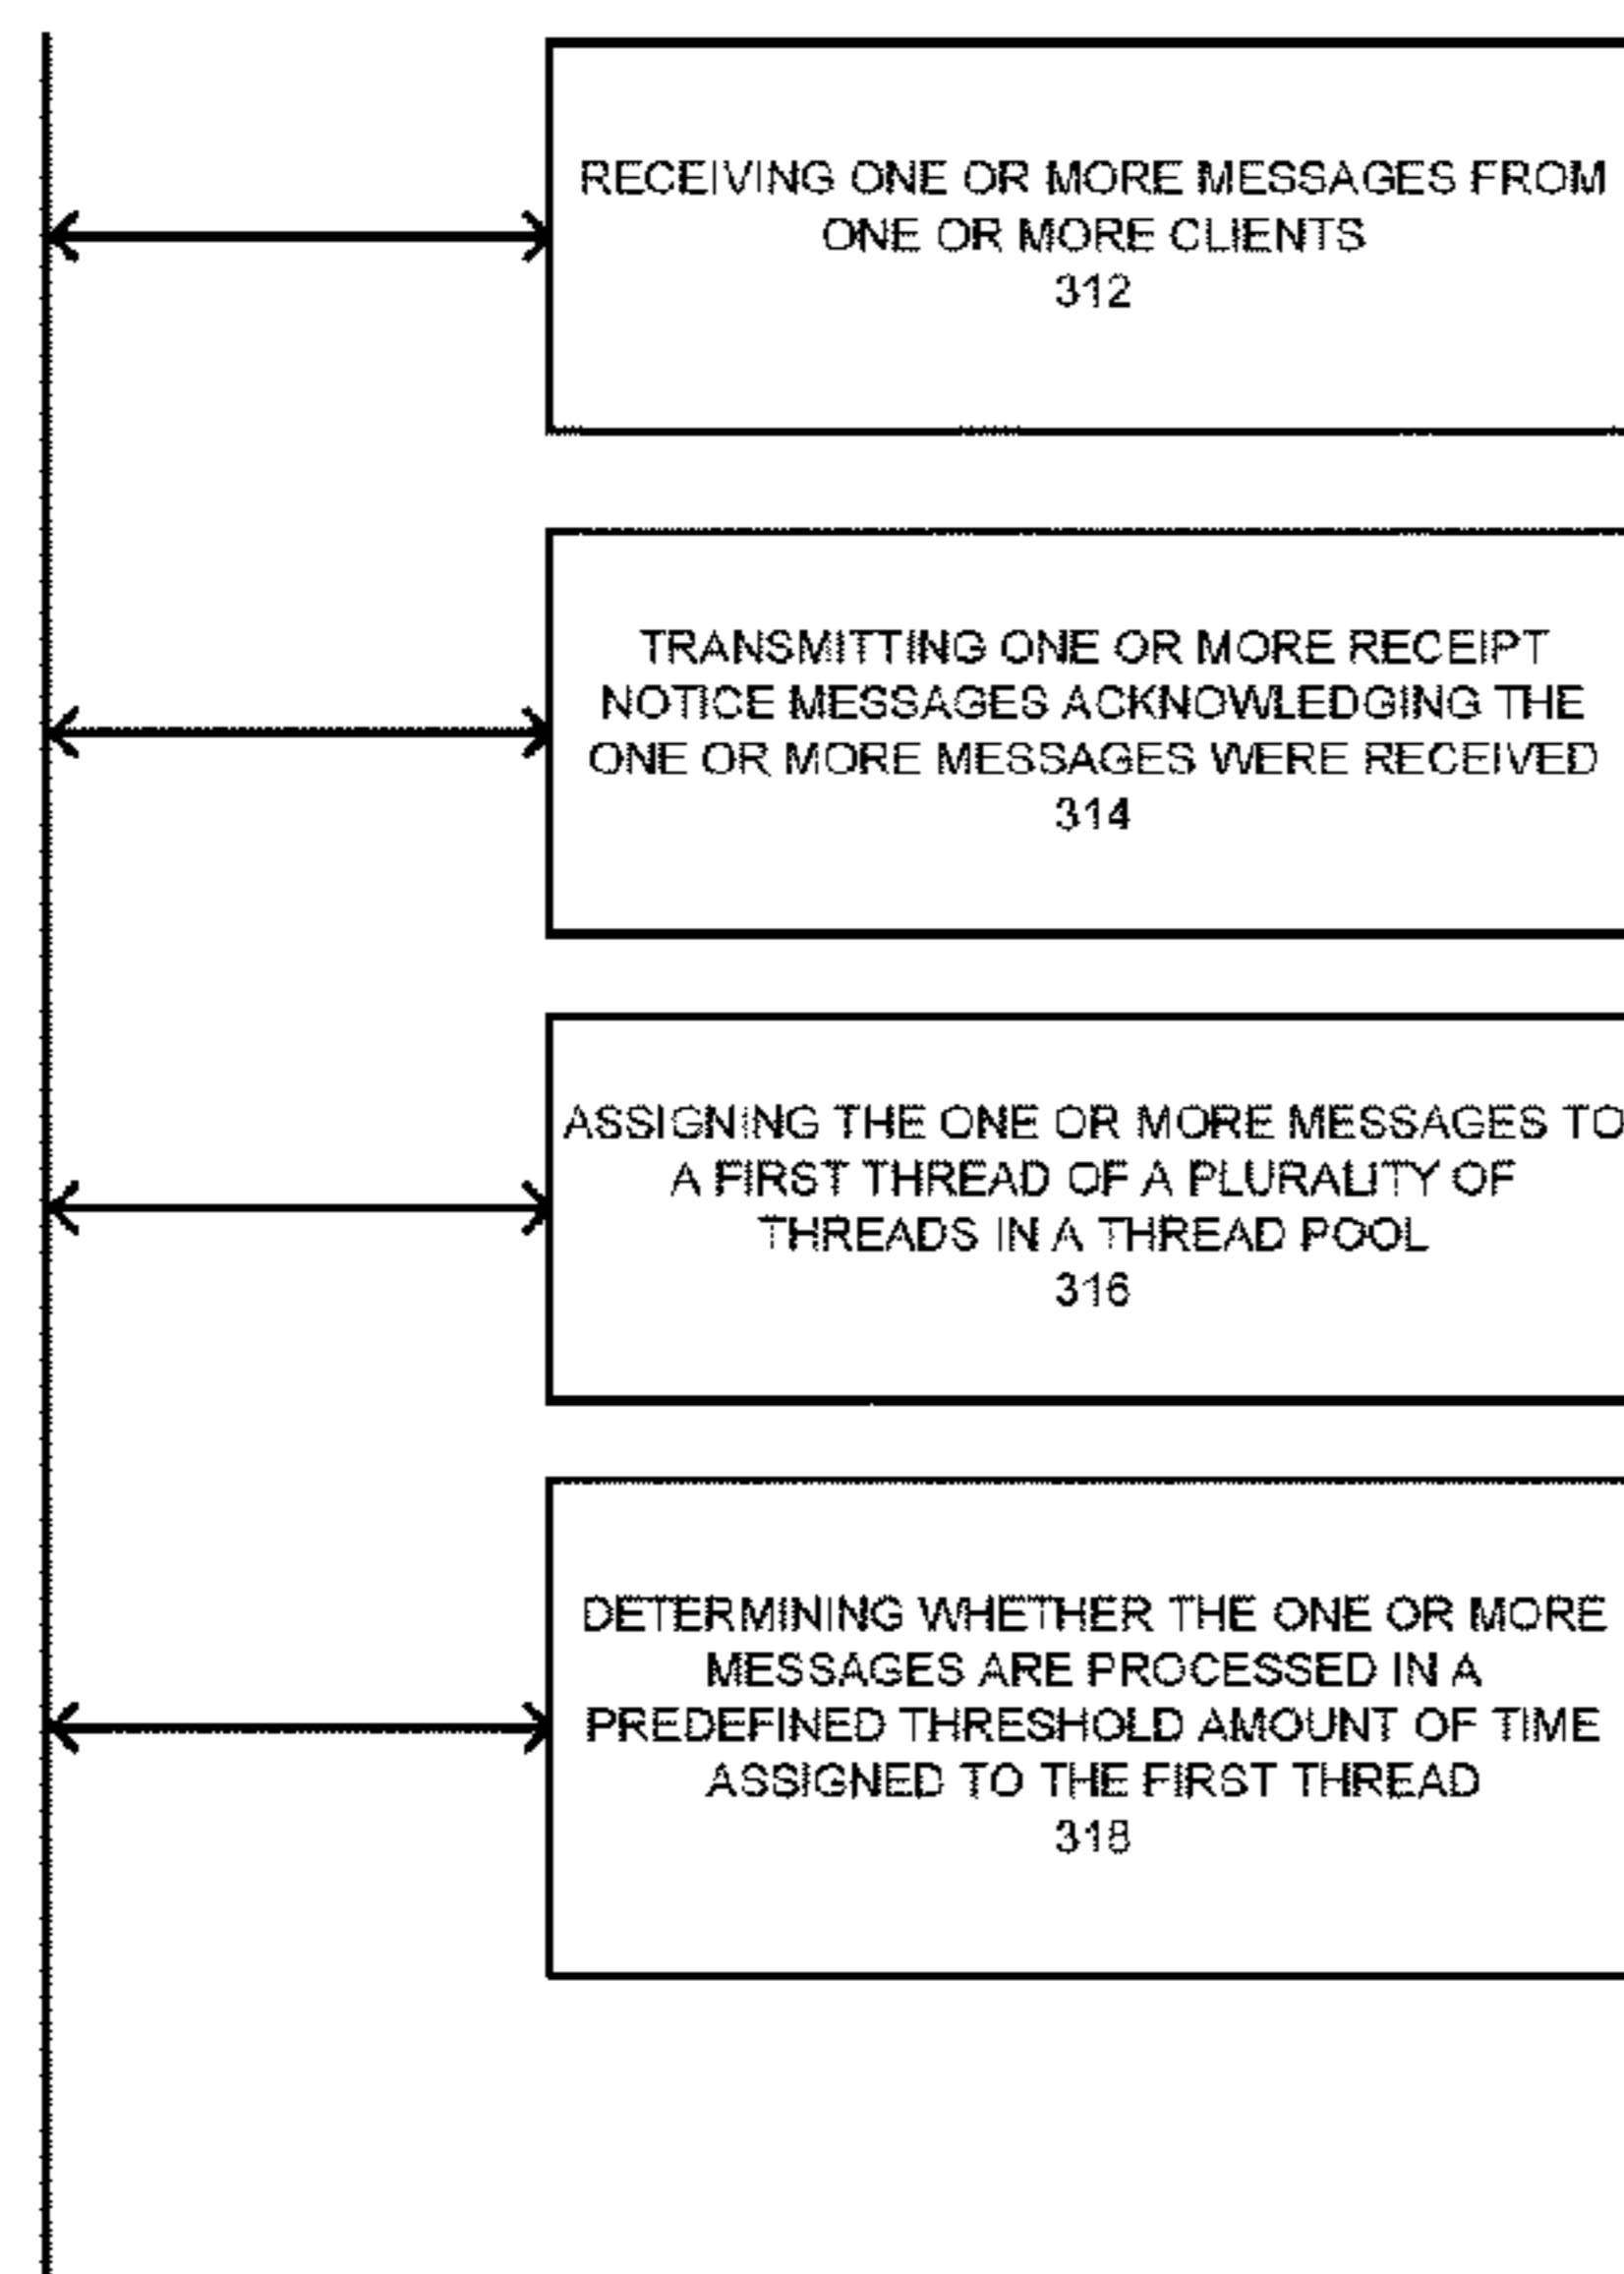 RECEIVING ONE OR MORE MESSAGES FROM
ONE OR MORE CLIENTS
312
TRANSMITTING ONE OR MORE RECEIPT
NOTICE MESSAGES ACKNOWLEDGING THE
ONE OR MORE MESSAGES WERE RECEIVED
314
ASSIGNING THE ONE OR MORE MESSAGES TO
A FIRST THREAD OF A PLURALITY OF
THREADS IN A THREAD POOL
316
DETERMINING WHETHER THE ONE OR MORE
MESSAGES ARE PROCESSED IN A
PREDEFINED THRESHOLD AMOUNT OF TIME
ASSIGNED TO THE FIRST THREAD
318